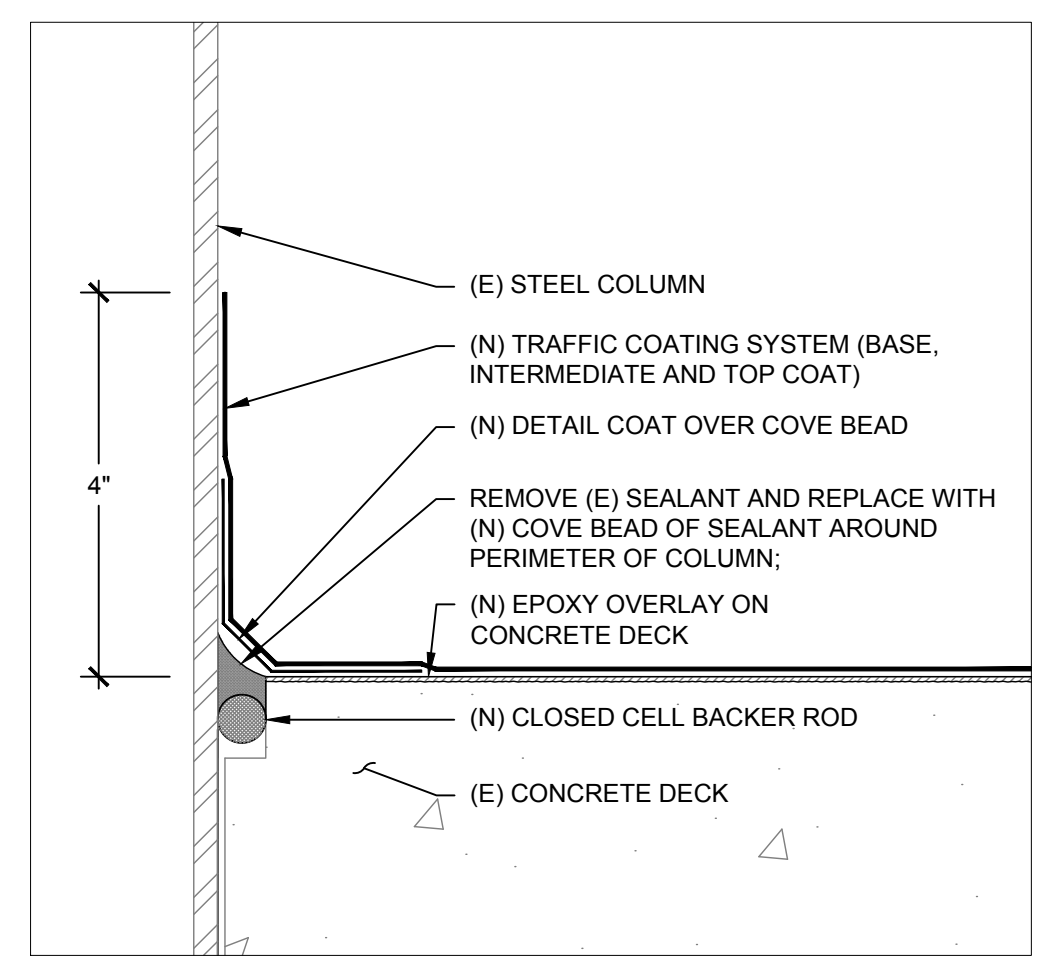 (E) STEEL COLUMN
(N) TRAFFIC COATING SYSTEM (BASE,
INTERMEDIATE AND TOP COAT)
(N) DETAIL COAT OVER COVE BEAD
4"
REMOVE (E) SEALANT AND REPLACE WITH
(N) COVE BEAD OF SEALANT AROUND
PERIMETER OF COLUMN;
(N) EPOXY OVERLAY ON
CONCRETE DECK
(N) CLOSED CELL BACKER ROD
(E) CONCRETE DECK